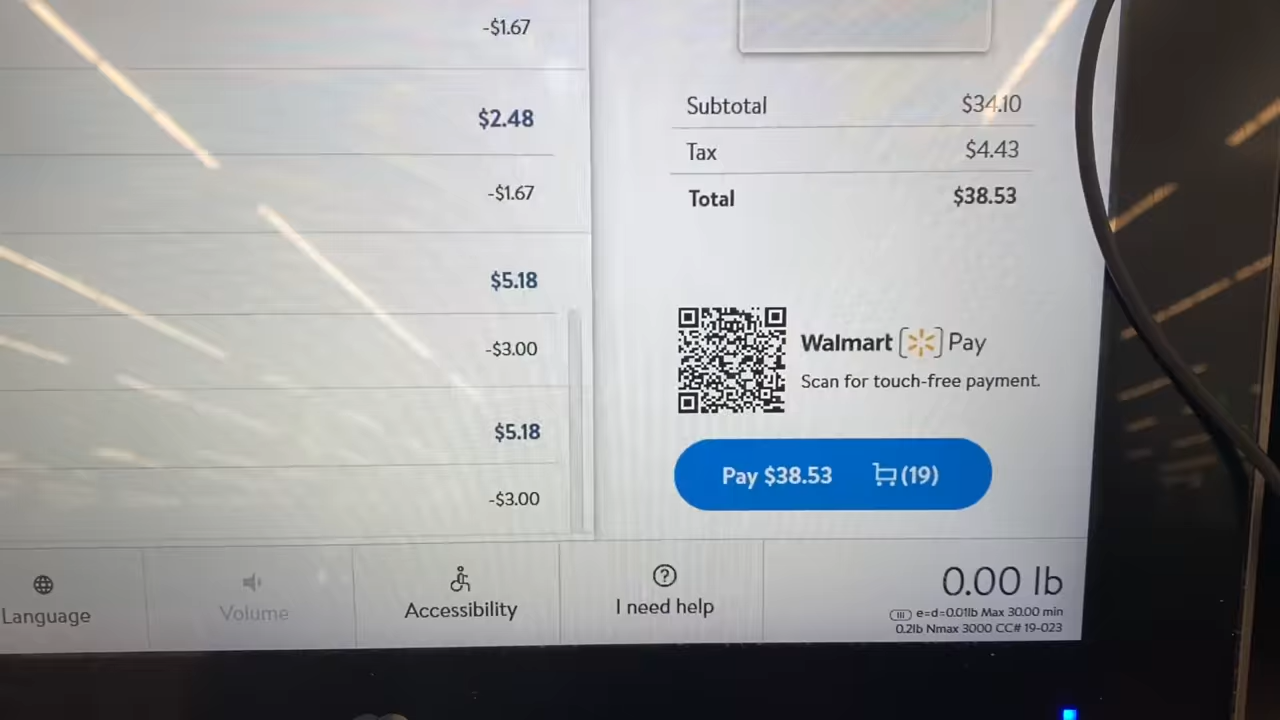 -$1.67
$2.48
-$1.67
$5.18
-$3.00
$5.18
-$3.00
Subtotal $34.10
Tax $4.43
Total $38.53
Walmart Pay
Scan for touch-free payment.
Pay $38.53 (19)
Language
Volume
Accessibility
I need help
0.00 lb
III e=d=0.01lb Max 30.00 min
0.2lb Nmax 3000 CC# 19-023